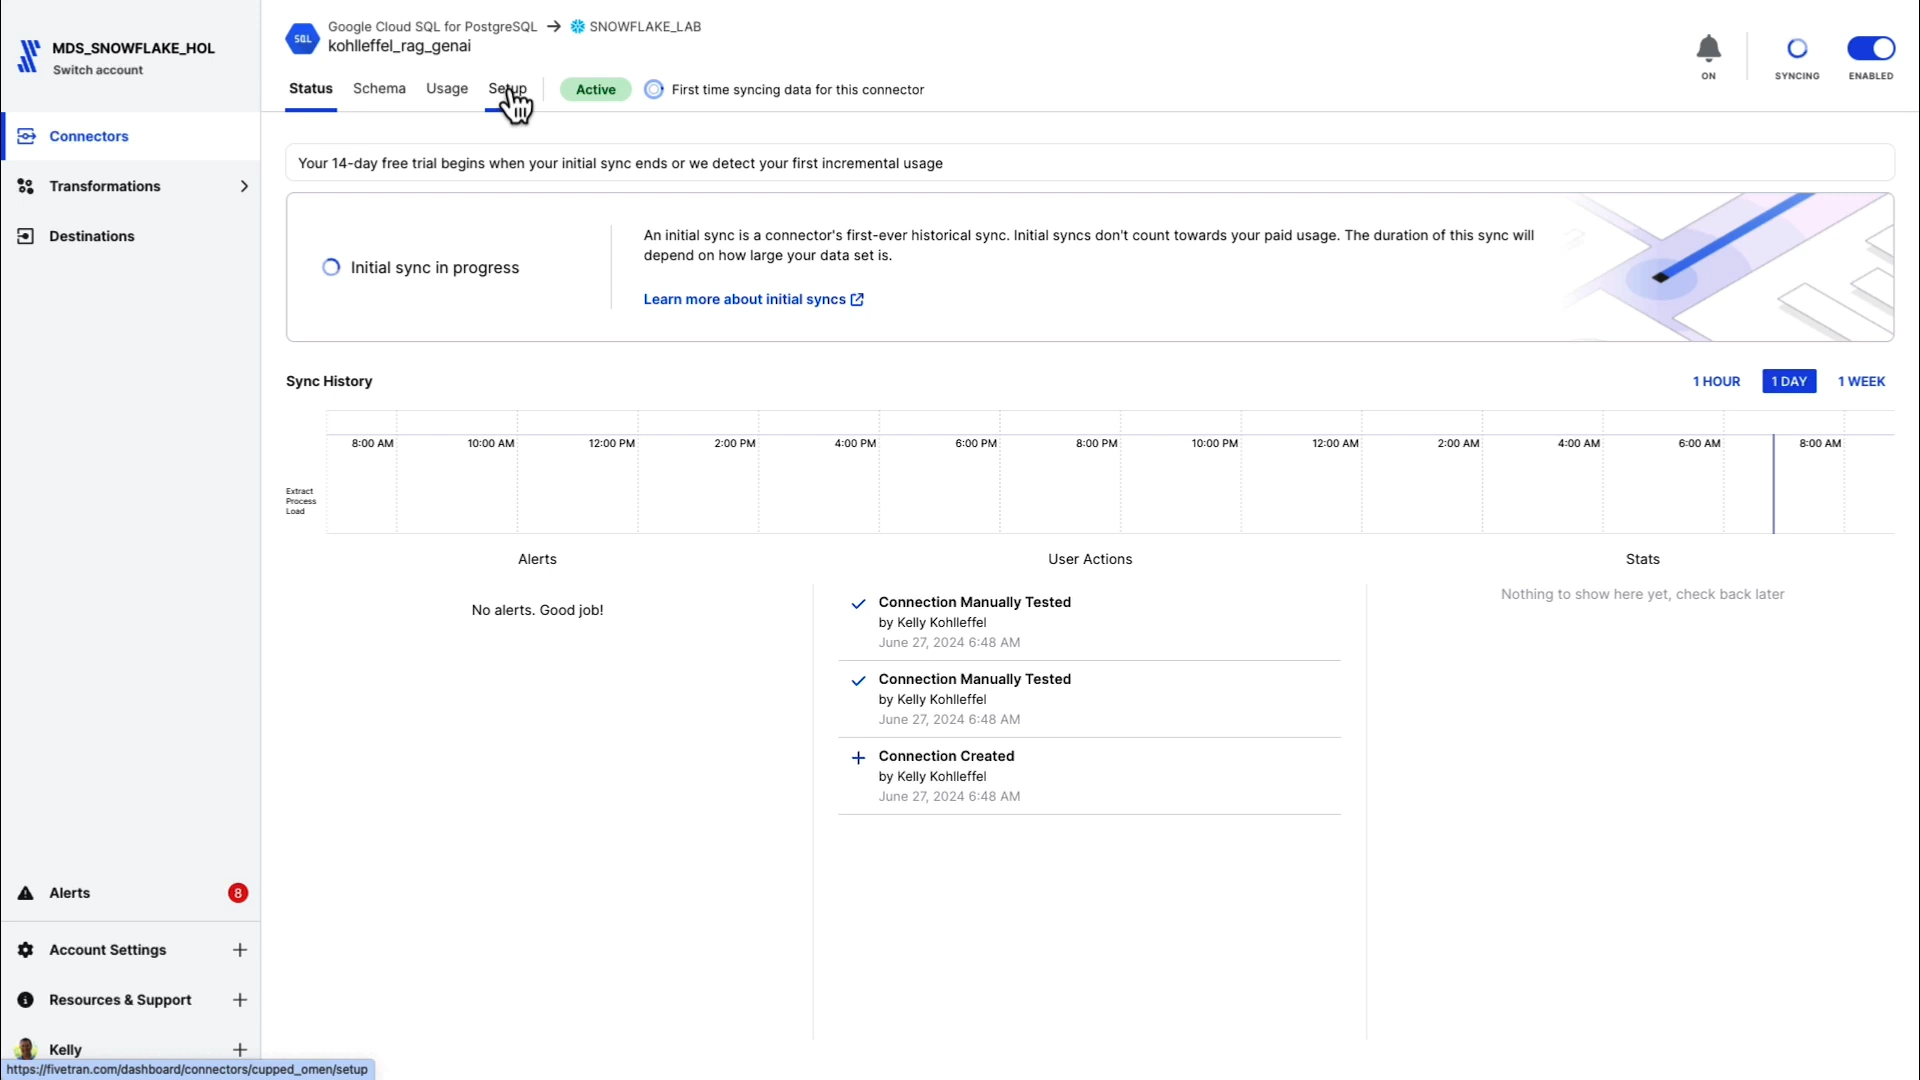 MDS_SNOWFLAKE_HOL
Switch account
Connectors
Transformations
Destinations
Alerts
8
Account Settings
Resources & Support
Kelly
https://fivetran.com/dashboard/connectors/cupped_omen/setup
SQL
Google Cloud SQL for PostgreSQL → SNOWFLAKE_LAB
kohlleffel_rag_genai
ON
SYNCING
ENABLED
Status Schema Usage Setup
Active
First time syncing data for this connector
Your 14-day free trial begins when your initial sync ends or we detect your first incremental usage
Initial sync in progress
An initial sync is a connector's first-ever historical sync. Initial syncs don't count towards your paid usage. The duration of this sync will
depend on how large your data set is.
Learn more about initial syncs
Sync History
1 HOUR 1 DAY 1 WEEK
8:00 AM 10:00 AM 12:00 PM 2:00 PM 4:00 PM 6:00 PM 8:00 PM 10:00 PM 12:00 AM 2:00 AM 4:00 AM 6:00 AM 8:00 AM
Extract
Process
Load
Alerts
No alerts. Good job!
User Actions
Connection Manually Tested
by Kelly Kohlleffel
June 27, 2024 6:48 AM
Connection Manually Tested
by Kelly Kohlleffel
June 27, 2024 6:48 AM
Connection Created
by Kelly Kohlleffel
June 27, 2024 6:48 AM
Stats
Nothing to show here yet, check back later